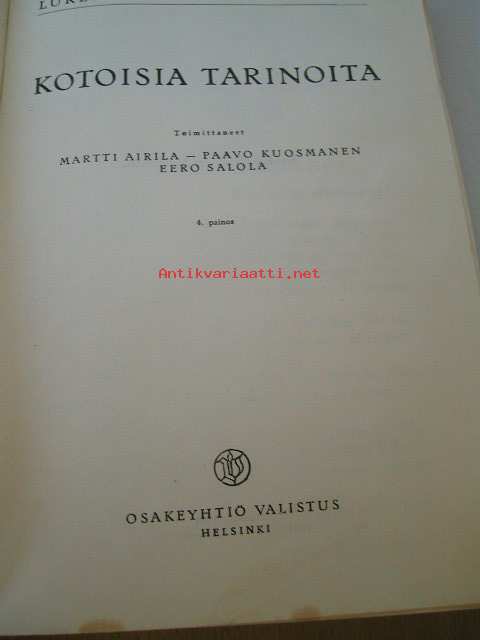 KOTOISIA TARINOITA
Toimittaneet
MARTTI AIRILA — PAAVO KUOSMANEN
EERO SALOLA
4. painos
Antikvariaatti.net
OSAKEYHTIÖ VALISTUS
HELSINKI